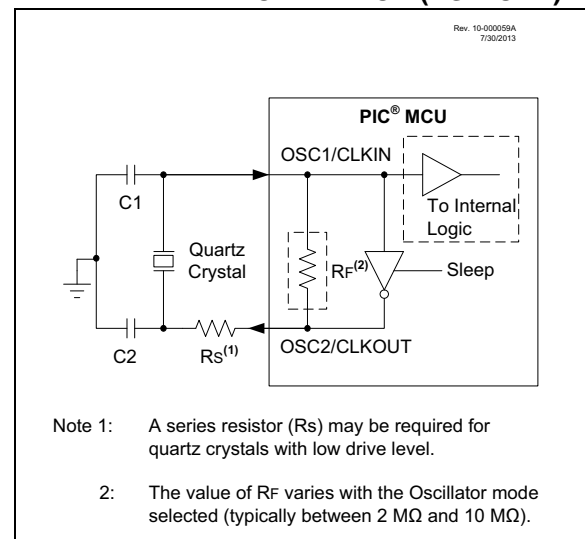 Rev. 10-000059A
7/30/2013
PIC® MCU
OSC1/CLKIN
C1
To Internal
Logic
Quartz
Crystal
RF(2)
Sleep
C2
RS(1)
OSC2/CLKOUT
Note 1: A series resistor (Rs) may be required for
quartz crystals with low drive level.
2: The value of RF varies with the Oscillator mode
selected (typically between 2 MΩ and 10 MΩ).